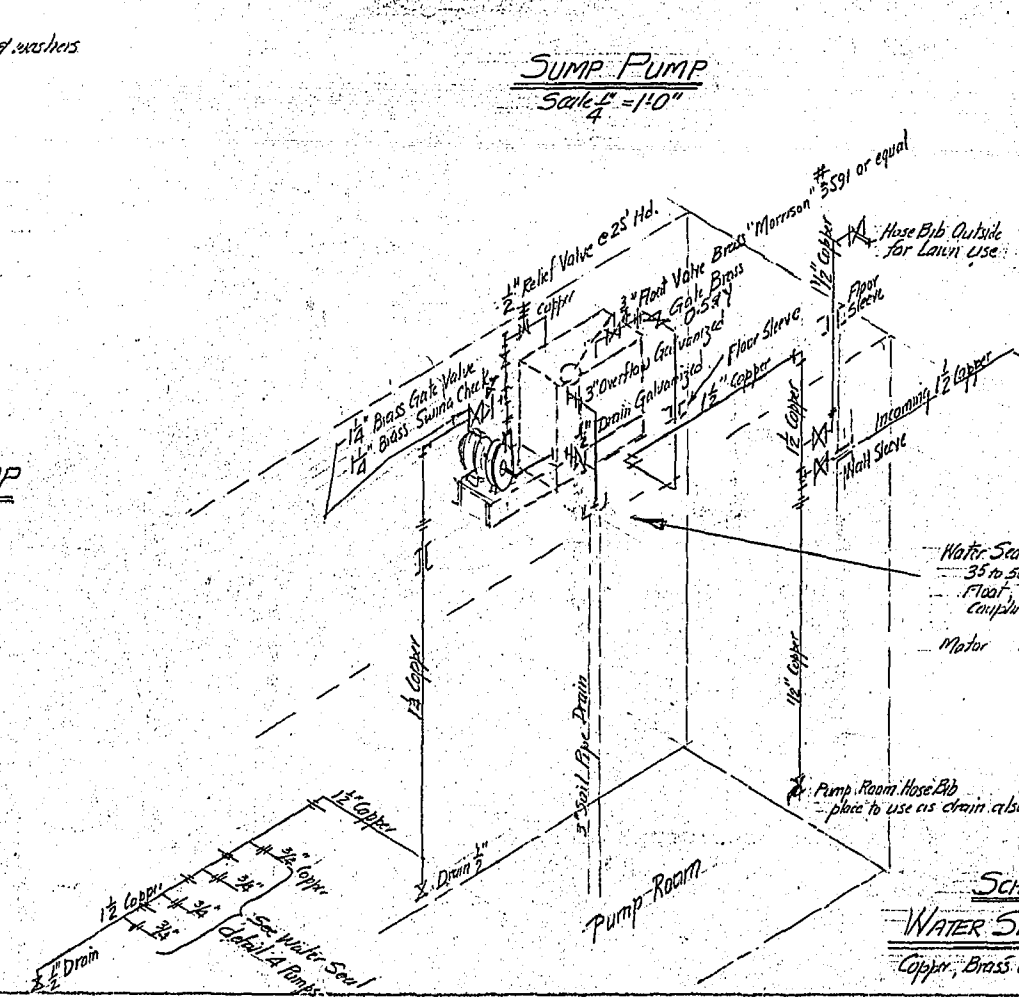 washers
SUMP PUMP
Scale 1/4" = 1'0"
1/2" Relief Valve @ 25' Hd.
Copper
3/4" Float Valve Brass "Morrison" # 3591 or equal
Gate Brass
O.S.&Y
3" Overflow Galvanized
1/2" Drain Galvanized
Floor Sleeve
1 1/2" Copper
1 1/2" Copper
Hose Bib Outside
for Lawn use
Floor
Sleeve
1 1/4" Brass Gate Valve
1 1/4" Brass Swing Check
1 1/2 Copper
Incoming 1 1/2 Copper
Wall Sleeve
P
Water Sea
35 to 50
Float,
Couplin
Motor
1 1/2 Copper
1/2" Copper
3" Soil Pipe Drain
Pump Room Hose Bib
place to use as drain also
1 1/2" Copper
Drain 1/2"
3/4" Copper
3/4"
3/4"
3/4"
1 1/2 Copper
See Water Seal
detail 4 Pumps
1/2" Drain
Pump Room
SCH
WATER S
Copper, Brass